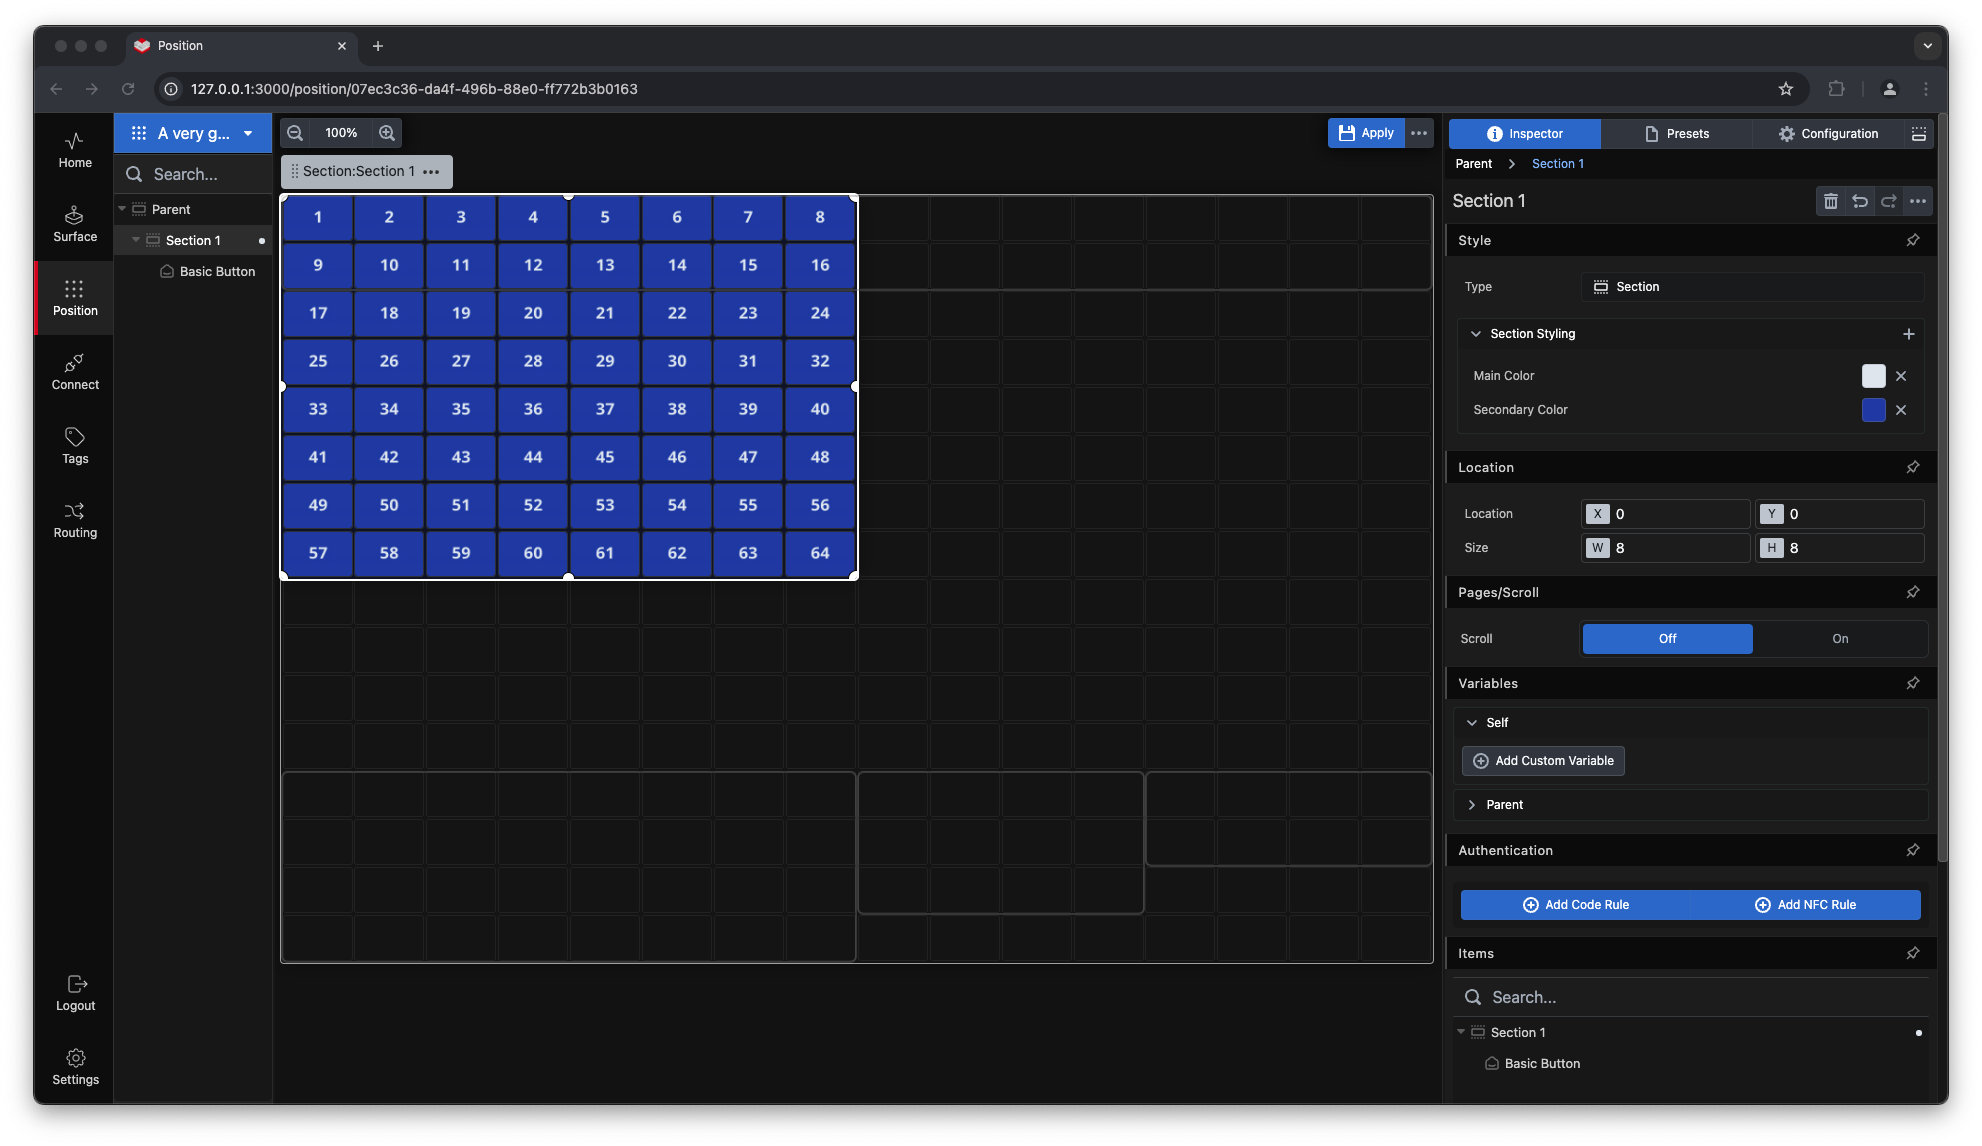 Position
127.0.0.1:3000/position/07ec3c36-da4f-496b-88e0-ff772b3b0163
Home
Surface
Position
Connect
Tags
Routing
Logout
Settings
A very g...
Search...
Parent
Section 1
Basic Button
100%
Apply
Section:Section 1
1 2 3 4 5 6 7 8
9 10 11 12 13 14 15 16
17 18 19 20 21 22 23 24
25 26 27 28 29 30 31 32
33 34 35 36 37 38 39 40
41 42 43 44 45 46 47 48
49 50 51 52 53 54 55 56
57 58 59 60 61 62 63 64
Inspector Presets Configuration
Parent > Section 1
Section 1
Style
Type Section
Section Styling
Main Color
Secondary Color
Location
Location X 0 Y 0
Size W 8 H 8
Pages/Scroll
Scroll Off On
Variables
Self
Add Custom Variable
Parent
Authentication
Add Code Rule Add NFC Rule
Items
Search...
Section 1
Basic Button